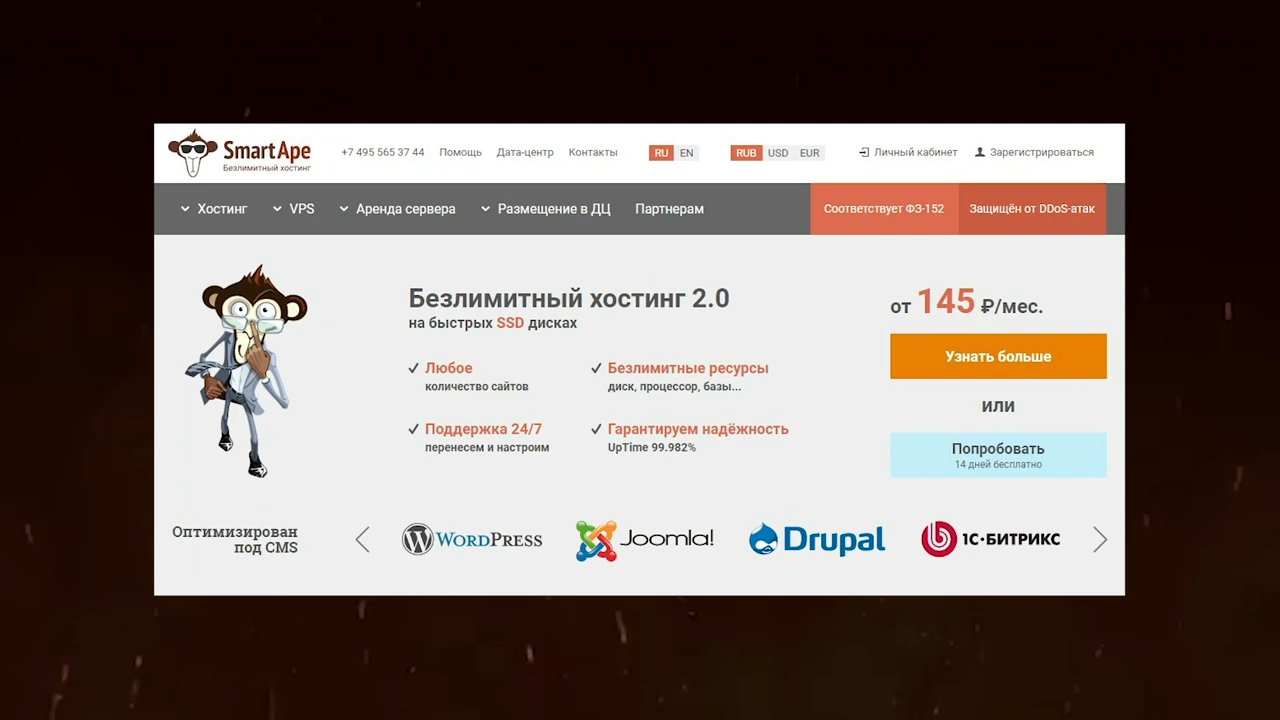 SmartApe
Безлимитный хостинг
+7 495 565 37 44 Помощь Дата-центр Контакты RU EN RUB USD EUR Личный кабинет Зарегистрироваться
Хостинг VPS Аренда сервера Размещение в ДЦ Партнерам Соответствует ФЗ-152 Защищён от DDoS-атак
Безлимитный хостинг 2.0
на быстрых SSD дисках
Любое
количество сайтов
Безлимитные ресурсы
диск, процессор, базы...
Поддержка 24/7
перенесем и настроим
Гарантируем надёжность
UpTime 99.982%
от 145 ₽/мес.
Узнать больше
или
Попробовать
14 дней бесплатно
Оптимизирован
под CMS
WORDPRESS Joomla! Drupal 1С-БИТРИКС